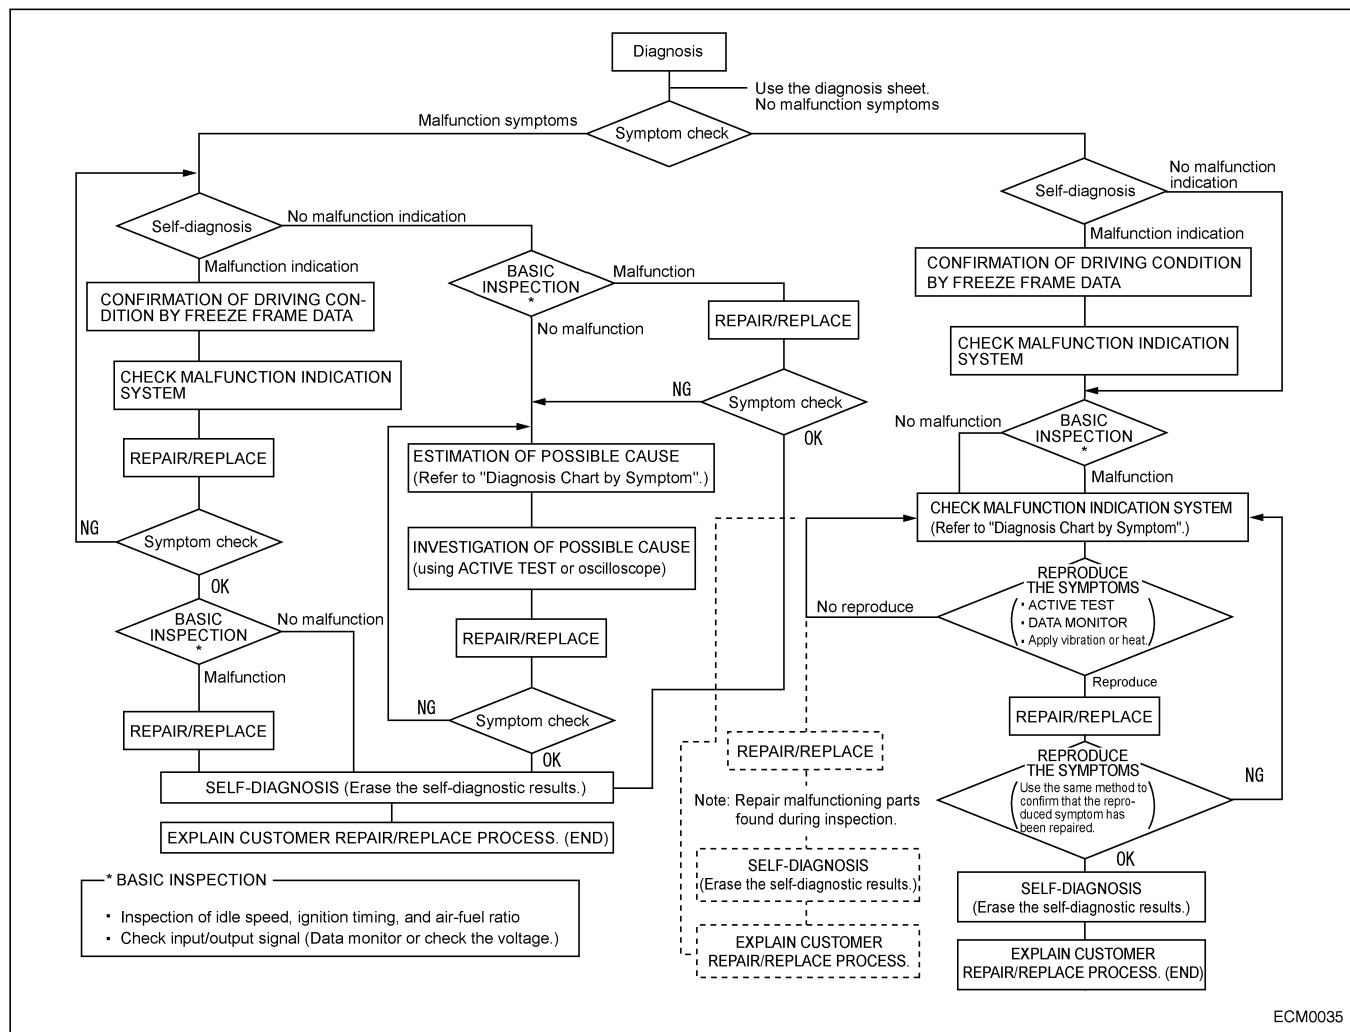 Diagnosis
Use the diagnosis sheet.
No malfunction symptoms
Malfunction symptoms
Symptom check
Self-diagnosis
No malfunction indication
Malfunction indication
CONFIRMATION OF DRIVING CON-
DITION BY FREEZE FRAME DATA
CHECK MALFUNCTION INDICATION
SYSTEM
REPAIR/REPLACE
NG
Symptom check
OK
BASIC
INSPECTION
*
No malfunction
Malfunction
REPAIR/REPLACE
BASIC
INSPECTION
*
Malfunction
No malfunction
REPAIR/REPLACE
NG
Symptom check
OK
ESTIMATION OF POSSIBLE CAUSE
(Refer to "Diagnosis Chart by Symptom".)
INVESTIGATION OF POSSIBLE CAUSE
(using ACTIVE TEST or oscilloscope)
REPAIR/REPLACE
NG
Symptom check
OK
SELF-DIAGNOSIS (Erase the self-diagnostic results.)
EXPLAIN CUSTOMER REPAIR/REPLACE PROCESS. (END)
* BASIC INSPECTION
・ Inspection of idle speed, ignition timing, and air-fuel ratio
・ Check input/output signal (Data monitor or check the voltage.)
REPAIR/REPLACE
Note: Repair malfunctioning parts
found during inspection.
SELF-DIAGNOSIS
(Erase the self-diagnostic results.)
EXPLAIN CUSTOMER
REPAIR/REPLACE PROCESS.
Self-diagnosis
No malfunction
indication
Malfunction indication
CONFIRMATION OF DRIVING CONDITION
BY FREEZE FRAME DATA
CHECK MALFUNCTION INDICATION
SYSTEM
No malfunction
BASIC
INSPECTION
*
Malfunction
CHECK MALFUNCTION INDICATION SYSTEM
(Refer to "Diagnosis Chart by Symptom".)
REPRODUCE
THE SYMPTOMS
・ ACTIVE TEST
・ DATA MONITOR
・ Apply vibration or heat.
No reproduce
Reproduce
REPAIR/REPLACE
REPRODUCE
THE SYMPTOMS
(Use the same method to
confirm that the repro-
duced symptom has
been repaired.)
NG
OK
SELF-DIAGNOSIS
(Erase the self-diagnostic results.)
EXPLAIN CUSTOMER
REPAIR/REPLACE PROCESS. (END)
ECM0035